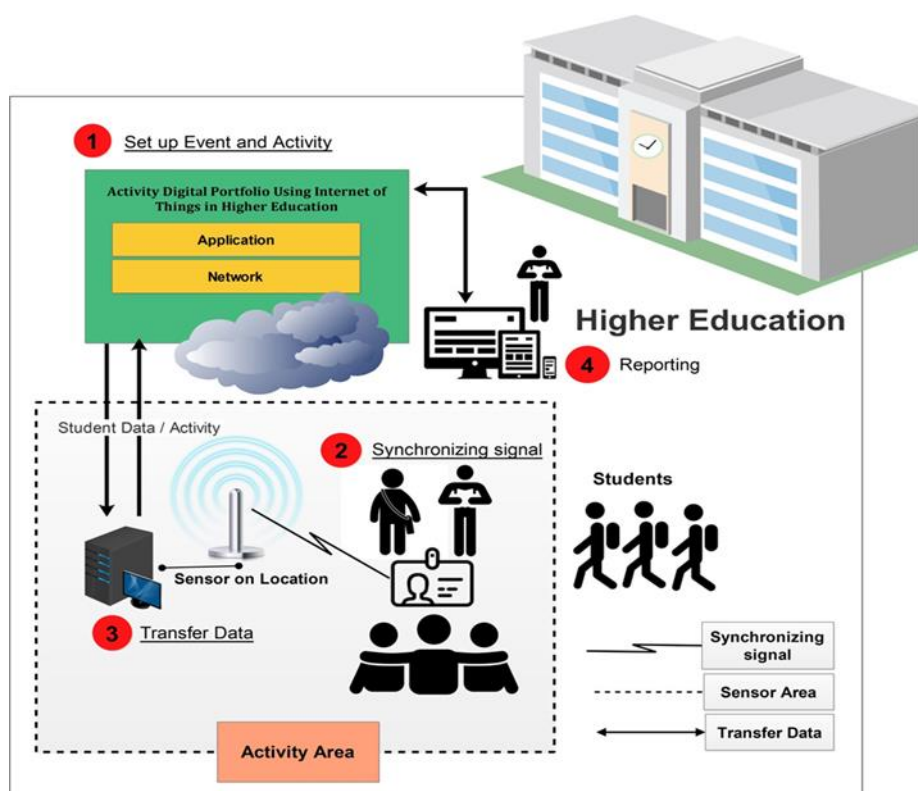 1
Set up Event and Activity
Activity Digital Portfolio Using Internet of
Things in Higher Education
Application
Network
Higher Education
4
Reporting
Student Data / Activity
2
Synchronizing signal
Students
Sensor on Location
3
Transfer Data
Activity Area
Synchronizing
signal
Sensor Area
Transfer Data